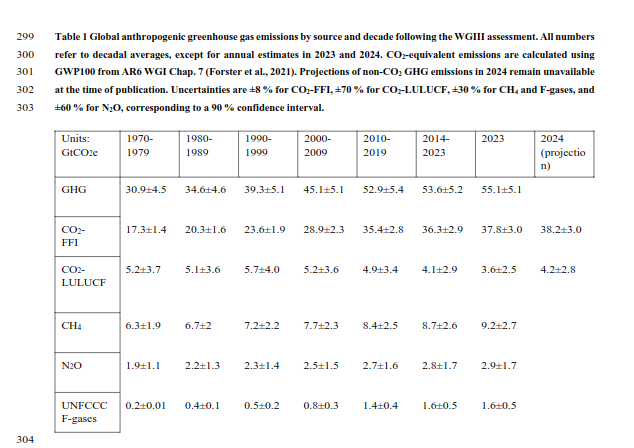 299 Table 1 Global anthropogenic greenhouse gas emissions by source and decade following the WGIII assessment. All numbers
300 refer to decadal averages, except for annual estimates in 2023 and 2024. CO₂-equivalent emissions are calculated using
301 GWP100 from AR6 WGI Chap. 7 (Forster et al., 2021). Projections of non-CO₂ GHG emissions in 2024 remain unavailable
302 at the time of publication. Uncertainties are ±8 % for CO₂-FFI, ±70 % for CO₂-LULUCF, ±30 % for CH₄ and F-gases, and
303 ±60 % for N₂O, corresponding to a 90 % confidence interval.
Units: 1970- 1980- 1990- 2000- 2010- 2014- 2023 2024
GtCO2e 1979 1989 1999 2009 2019 2023 (projectio
n)
GHG 30.9±4.5 34.6±4.6 39.3±5.1 45.1±5.1 52.9±5.4 53.6±5.2 55.1±5.1
CO₂- 17.3±1.4 20.3±1.6 23.6±1.9 28.9±2.3 35.4±2.8 36.3±2.9 37.8±3.0 38.2±3.0
FFI
CO₂- 5.2±3.7 5.1±3.6 5.7±4.0 5.2±3.6 4.9±3.4 4.1±2.9 3.6±2.5 4.2±2.8
LULUCF
CH₄ 6.3±1.9 6.7±2 7.2±2.2 7.7±2.3 8.4±2.5 8.7±2.6 9.2±2.7
N₂O 1.9±1.1 2.2±1.3 2.3±1.4 2.5±1.5 2.7±1.6 2.8±1.7 2.9±1.7
UNFCCC 0.2±0.01 0.4±0.1 0.5±0.2 0.8±0.3 1.4±0.4 1.6±0.5 1.6±0.5
F-gases
304